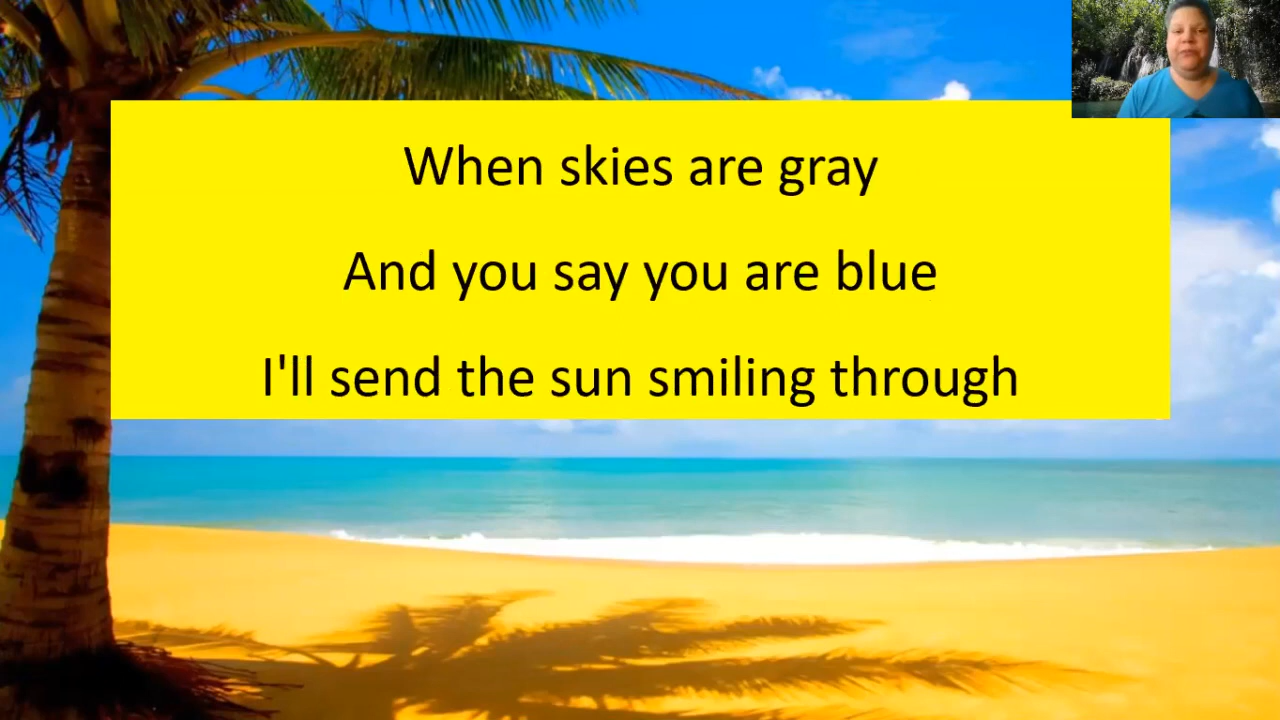 When skies are gray
And you say you are blue
I'll send the sun smiling through